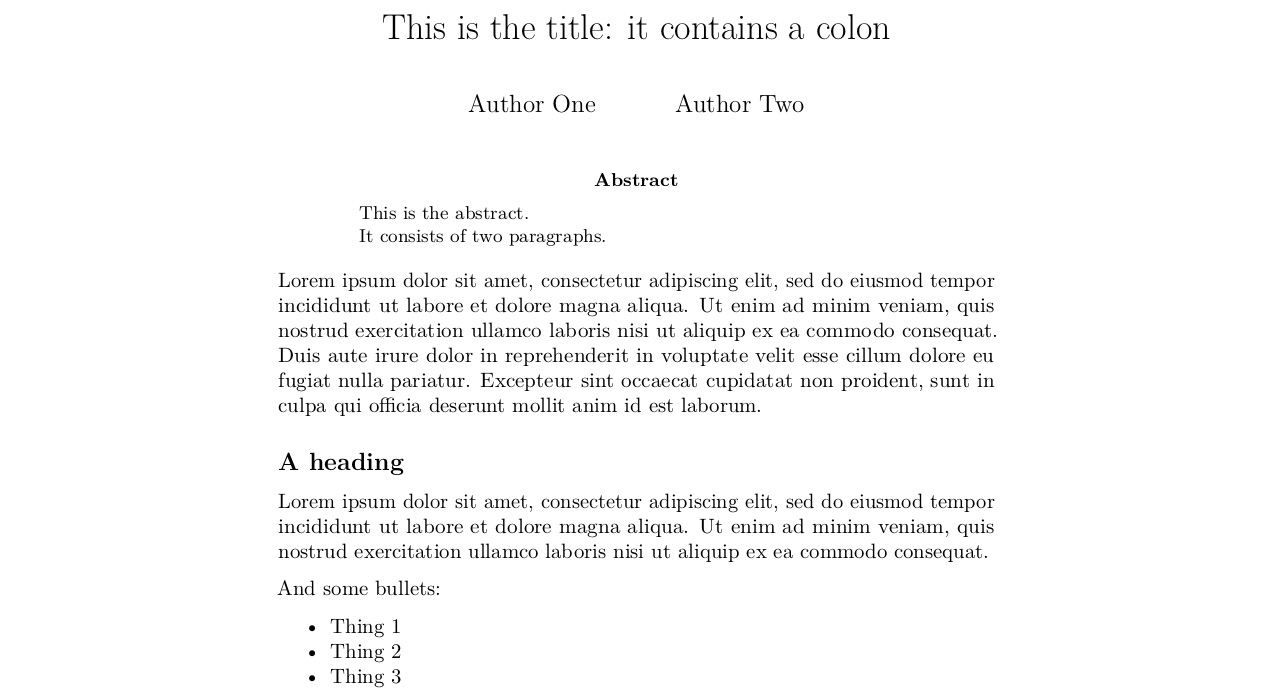 This is the title: it contains a colon
Author One Author Two
Abstract
This is the abstract.
It consists of two paragraphs.
Lorem ipsum dolor sit amet, consectetur adipiscing elit, sed do eiusmod tempor
incididunt ut labore et dolore magna aliqua. Ut enim ad minim veniam, quis
nostrud exercitation ullamco laboris nisi ut aliquip ex ea commodo consequat.
Duis aute irure dolor in reprehenderit in voluptate velit esse cillum dolore eu
fugiat nulla pariatur. Excepteur sint occaecat cupidatat non proident, sunt in
culpa qui officia deserunt mollit anim id est laborum.
A heading
Lorem ipsum dolor sit amet, consectetur adipiscing elit, sed do eiusmod tempor
incididunt ut labore et dolore magna aliqua. Ut enim ad minim veniam, quis
nostrud exercitation ullamco laboris nisi ut aliquip ex ea commodo consequat.
And some bullets:
• Thing 1
• Thing 2
• Thing 3